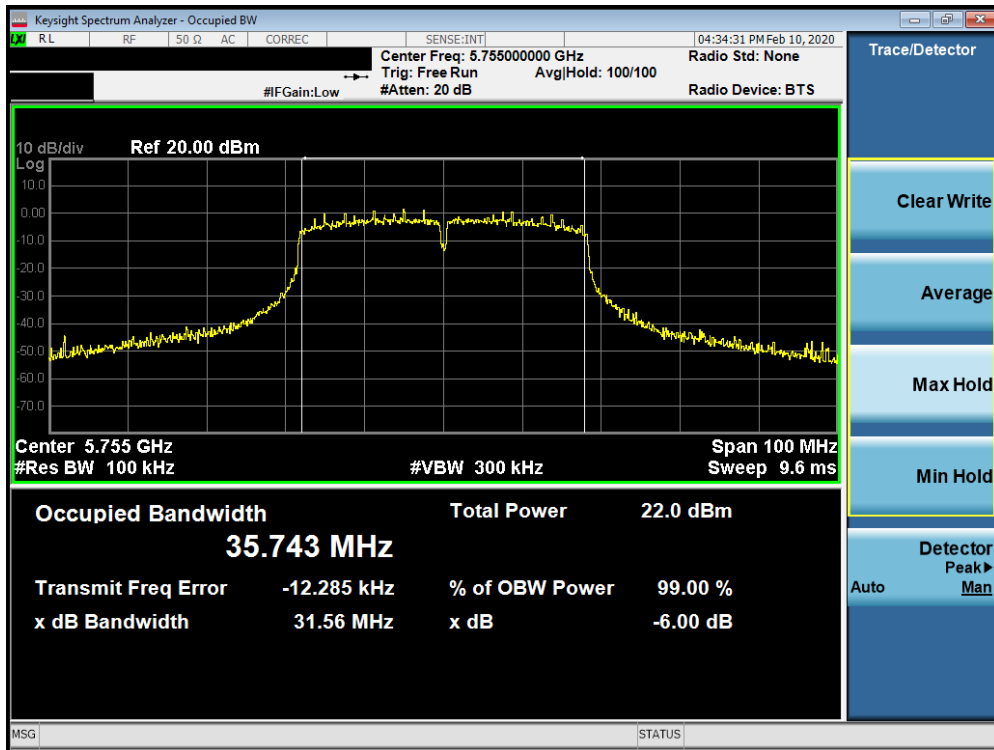 Keysight Spectrum Analyzer - Occupied BW
LXI RL RF 50 Ω AC CORREC SENSE:INT 04:34:31 PM Feb 10, 2020
Center Freq: 5.755000000 GHz Radio Std: None
Trig: Free Run Avg|Hold: 100/100
#IFGain:Low #Atten: 20 dB Radio Device: BTS
Trace/Detector
10 dB/div Ref 20.00 dBm
Log
10.0
0.00
-10.0
-20.0
-30.0
-40.0
-50.0
-60.0
-70.0
Center 5.755 GHz Span 100 MHz
#Res BW 100 kHz #VBW 300 kHz Sweep 9.6 ms
Occupied Bandwidth Total Power 22.0 dBm
35.743 MHz
Transmit Freq Error -12.285 kHz % of OBW Power 99.00 %
x dB Bandwidth 31.56 MHz x dB -6.00 dB
Clear Write
Average
Max Hold
Min Hold
Detector
Peak▶
Auto Man
MSG STATUS